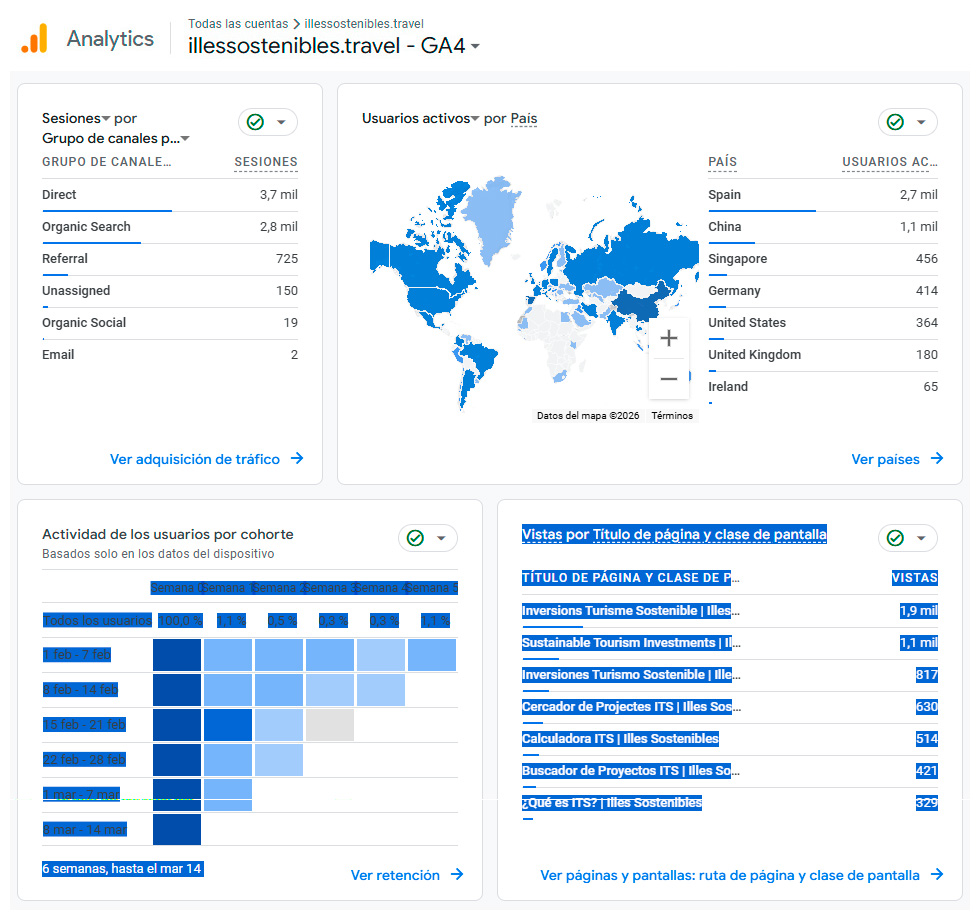 Analytics
Todas las cuentas > illessostenibles.travel
illessostenibles.travel - GA4
Sesiones por
Grupo de canales p...
GRUPO DE CANALE... SESIONES
Direct 3,7 mil
Organic Search 2,8 mil
Referral 725
Unassigned 150
Organic Social 19
Email 2
Ver adquisición de tráfico
Usuarios activos por País
PAÍS USUARIOS AC...
Spain 2,7 mil
China 1,1 mil
Singapore 456
Germany 414
United States 364
United Kingdom 180
Ireland 65
Datos del mapa ©2026 Términos
Ver países
Actividad de los usuarios por cohorte
Basados solo en los datos del dispositivo
Semana 0 Semana 1 Semana 2 Semana 3 Semana 4 Semana 5
Todos los usuarios 100,0 % 1,1 % 0,5 % 0,3 % 0,3 % 1,1 %
1 feb - 7 feb
8 feb - 14 feb
15 feb - 21 feb
22 feb - 28 feb
1 mar - 7 mar
8 mar - 14 mar
6 semanas, hasta el mar 14
Ver retención
Vistas por Título de página y clase de pantalla
TÍTULO DE PÁGINA Y CLASE DE P... VISTAS
Inversions Turisme Sostenible | Illes... 1,9 mil
Sustainable Tourism Investments | Il... 1,1 mil
Inversiones Turismo Sostenible | Ille... 817
Cercador de Projectes ITS | Illes Sos... 630
Calculadora ITS | Illes Sostenibles 514
Buscador de Proyectos ITS | Illes So... 421
¿Qué es ITS? | Illes Sostenibles 329
Ver páginas y pantallas: ruta de página y clase de pantalla